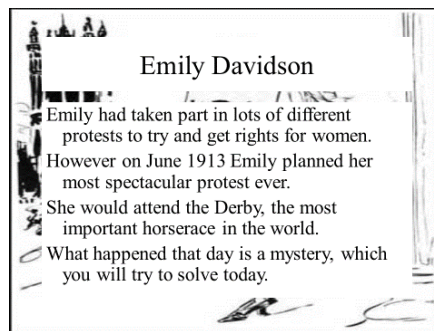 Emily Davidson
Emily had taken part in lots of different
protests to try and get rights for women.
However on June 1913 Emily planned her
most spectacular protest ever.
She would attend the Derby, the most
important horserace in the world.
What happened that day is a mystery, which
you will try to solve today.